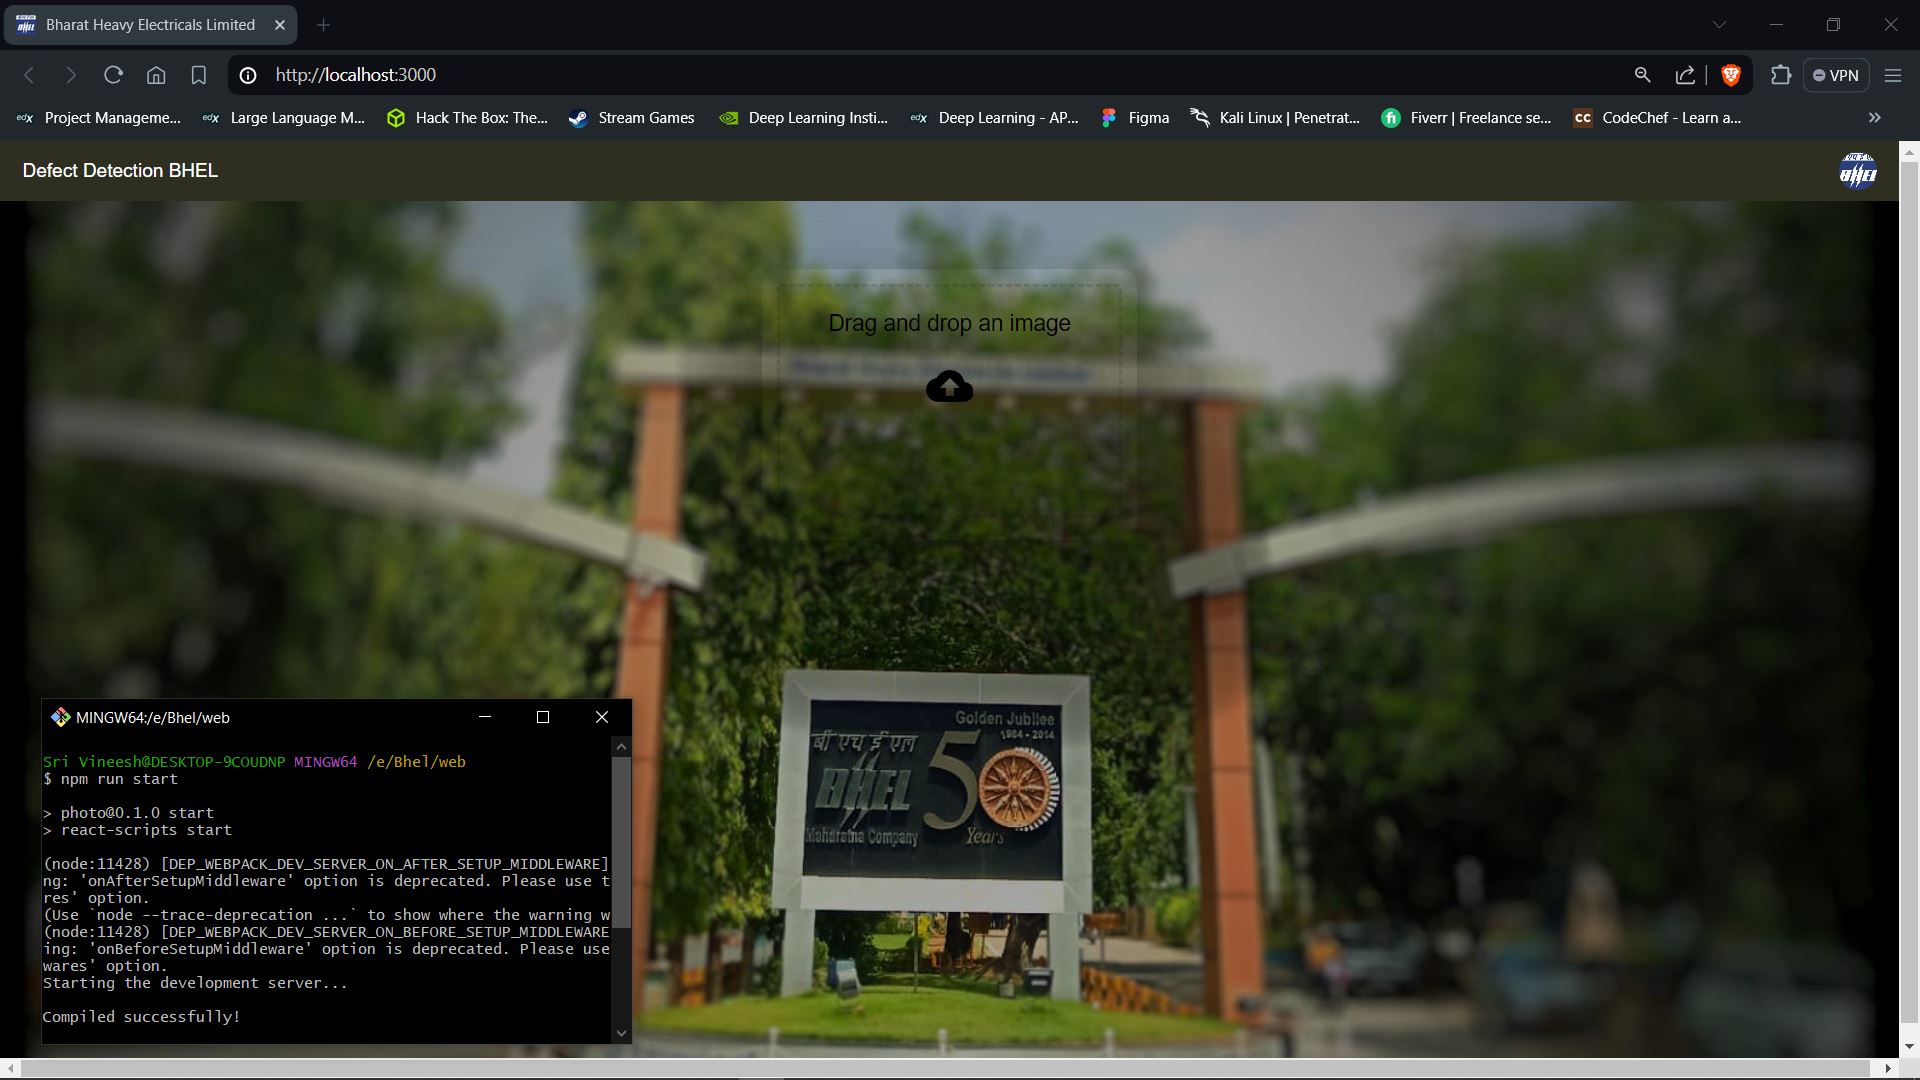 Bharat Heavy Electricals Limited
http://localhost:3000
VPN
Project Manageme...
Large Language M...
Hack The Box: The...
Stream Games
Deep Learning Insti...
Deep Learning - AP...
Figma
Kali Linux | Penetrat...
Fiverr | Freelance se...
CodeChef - Learn a...
Defect Detection BHEL
BHEL
Drag and drop an image
Golden Jubilee
1964 - 2014
बी एच ई एल
BHEL
50
Maharatna Company
Years
MINGW64:/e/Bhel/web
Sri Vineesh@DESKTOP-9COUDNP MINGW64 /e/Bhel/web
$ npm run start
> photo@0.1.0 start
> react-scripts start
(node:11428) [DEP_WEBPACK_DEV_SERVER_ON_AFTER_SETUP_MIDDLEWARE]
ng: 'onAfterSetupMiddleware' option is deprecated. Please use t
res' option.
(Use `node --trace-deprecation ...` to show where the warning w
(node:11428) [DEP_WEBPACK_DEV_SERVER_ON_BEFORE_SETUP_MIDDLEWARE
ing: 'onBeforeSetupMiddleware' option is deprecated. Please use
wares' option.
Starting the development server...
Compiled successfully!